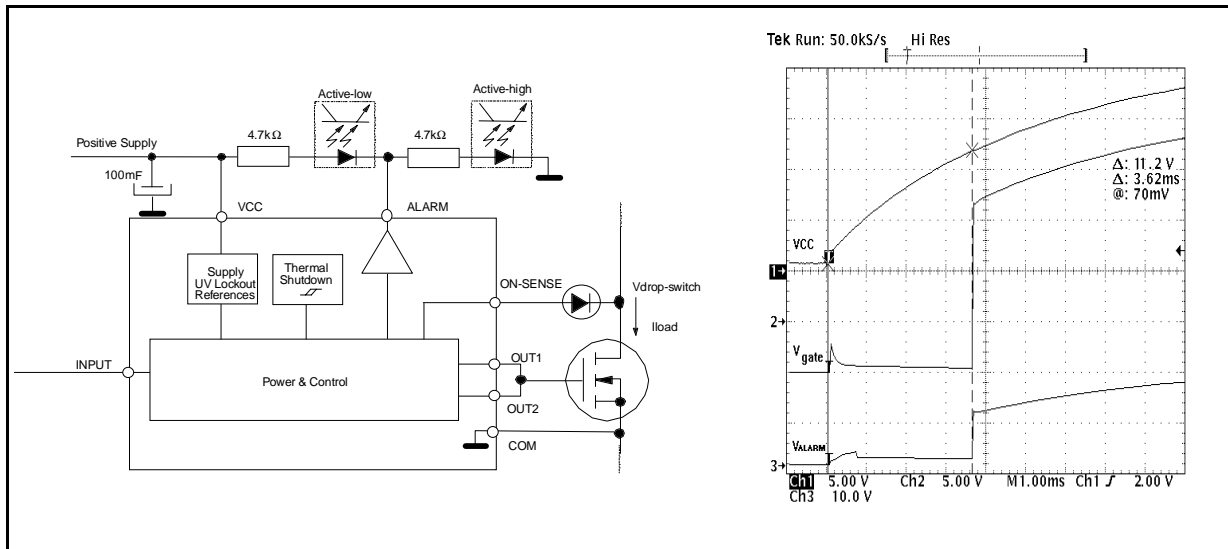 Active-low
Active-high
4.7kΩ
4.7kΩ
Positive Supply
100mF
VCC
ALARM
Supply
UV Lockout
References
Thermal
Shutdown
ON-SENSE
Vdrop-switch
Iload
INPUT
Power & Control
OUT1
OUT2
COM
Tek Run: 50.0kS/s Hi Res
Δ: 11.2 V
Δ: 3.62ms
@: 70mV
VCC
1
2
Vgate
VALARM
3
Ch1 5.00 V Ch2 5.00 V M1.00ms Ch1 ƒ 2.00 V
Ch3 10.0 V